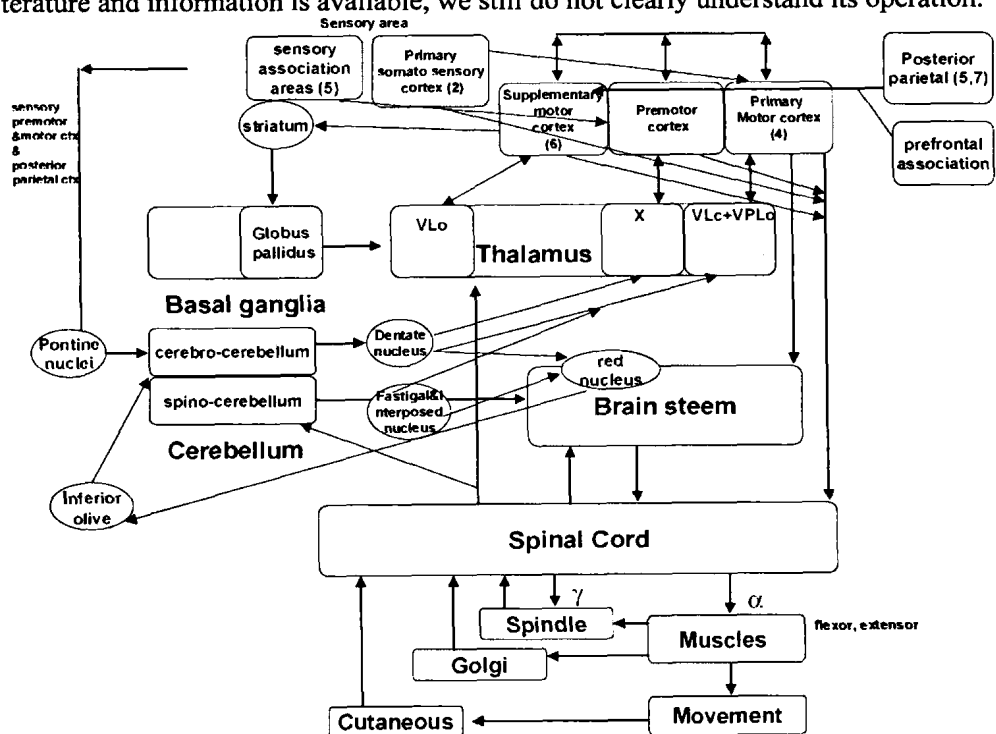 terature and information is available, we still do not clearly understand its operation.
Sensory area
sensory
association
areas (5)
Primary
somato sensory
cortex (2)
Supplementary
motor
cortex
(6)
Premotor
cortex
Primary
Motor cortex
(4)
Posterior
parietal (5,7)
prefrontal
association
sensory
premotor
&motor ctx
&
posterior
parietal ctx
striatum
Globus
pallidus
Basal ganglia
VLo
Thalamus
X
VLc+VPLo
Pontine
nuclei
cerebro-cerebellum
spino-cerebellum
Cerebellum
Dentate
nucleus
Fastigal&I
nterposed
nucleus
red
nucleus
Brain steem
Inferior
olive
Spinal Cord
γ
α
Spindle
Muscles
flexor, extensor
Golgi
Cutaneous
Movement